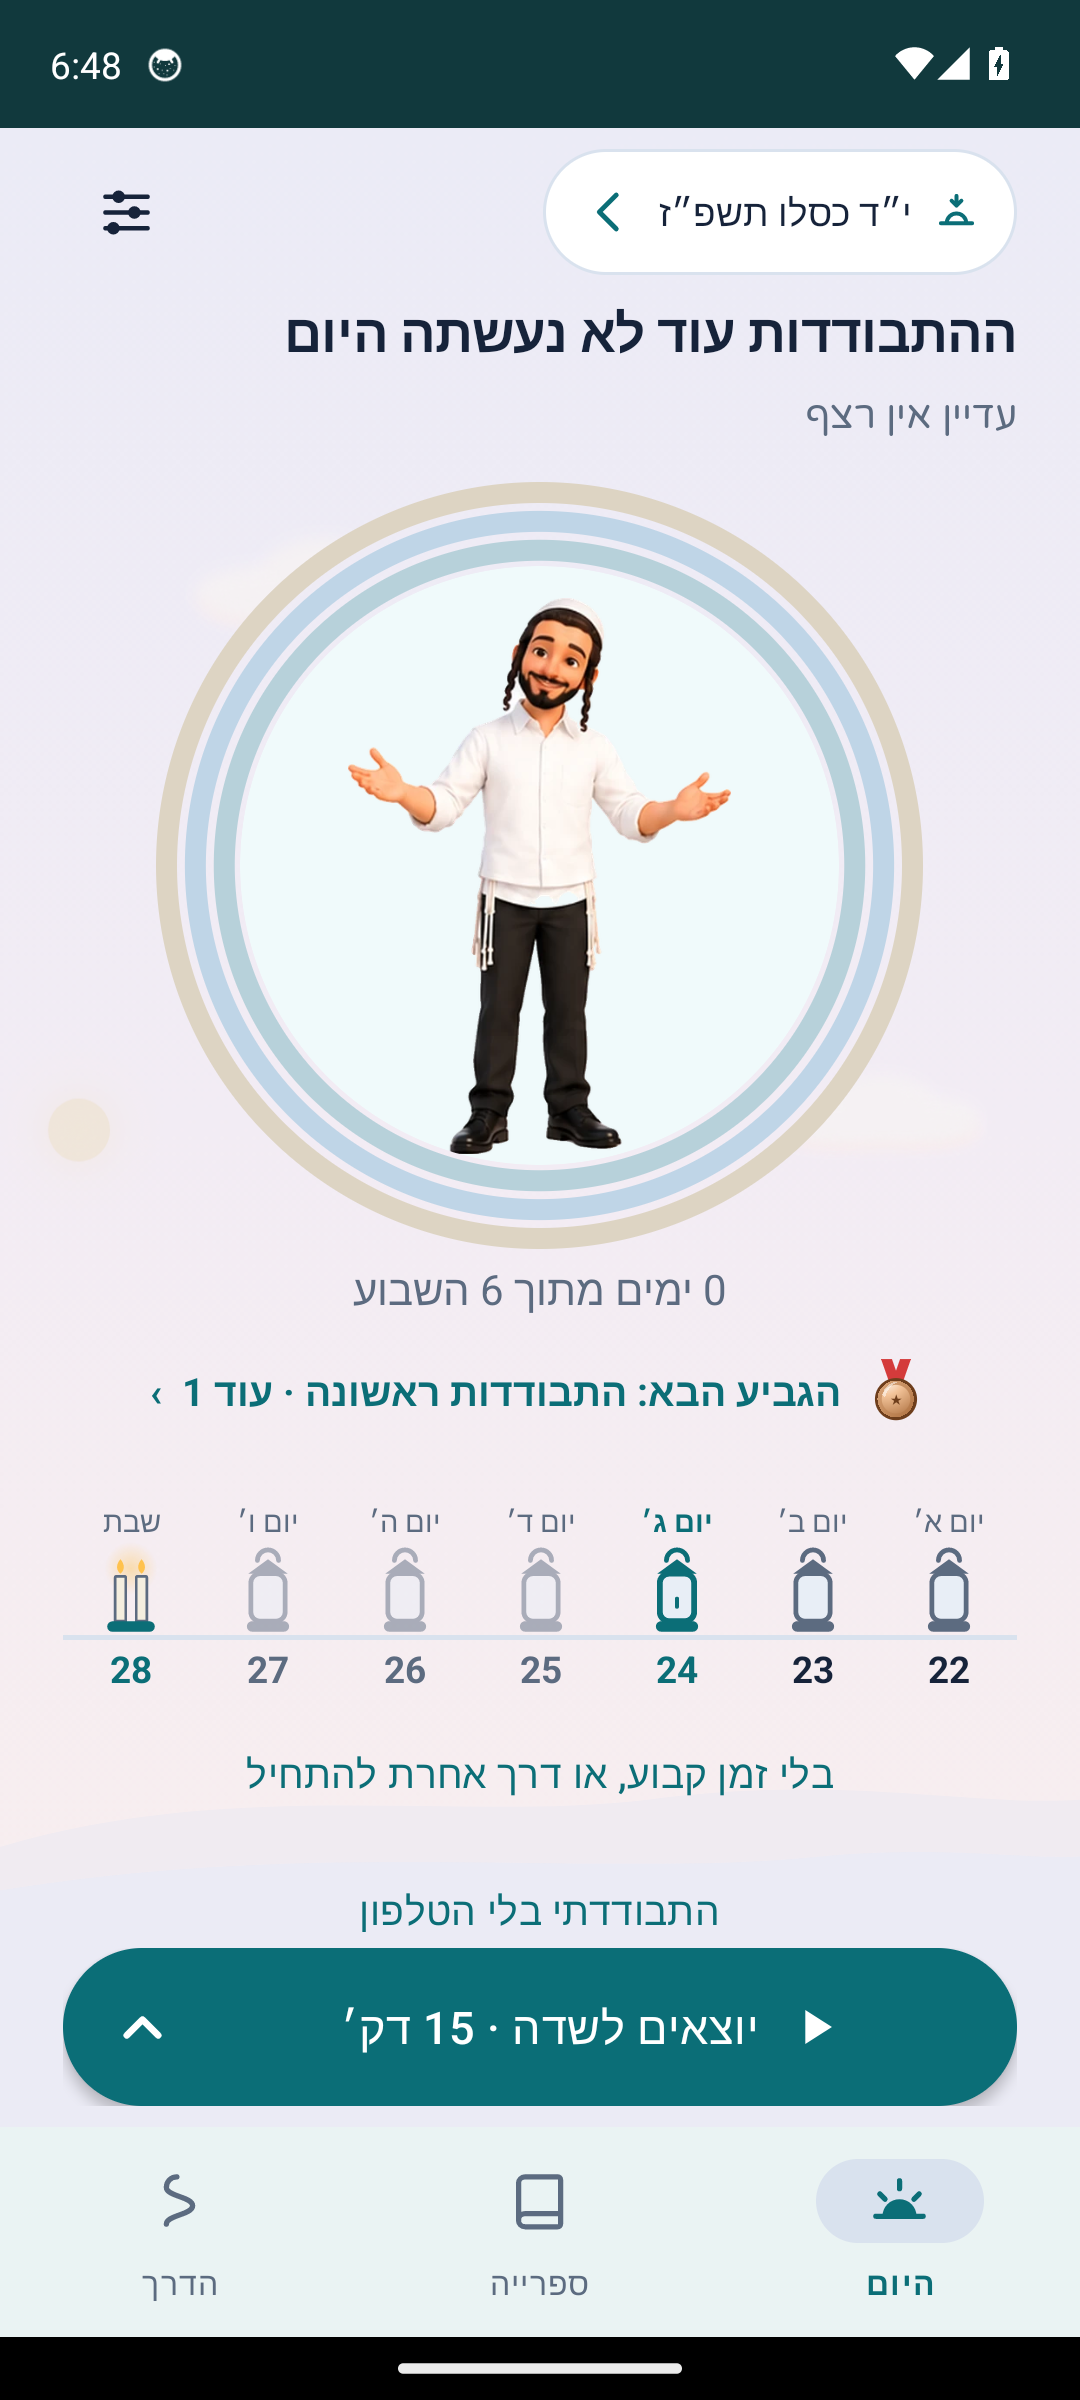 6:48
י״ד כסלו תשפ״ז
ההתבודדות עוד לא נעשתה היום
עדיין אין רצף
0 ימים מתוך 6 השבוע
הגביע הבא: התבודדות ראשונה · עוד 1 ›
יום א׳ יום ב׳ יום ג׳ יום ד׳ יום ה׳ יום ו׳ שבת
22 23 24 25 26 27 28
בלי זמן קבוע, או דרך אחרת להתחיל
התבודדתי בלי הטלפון
יוצאים לשדה · 15 דק׳
היום ספרייה הדרך